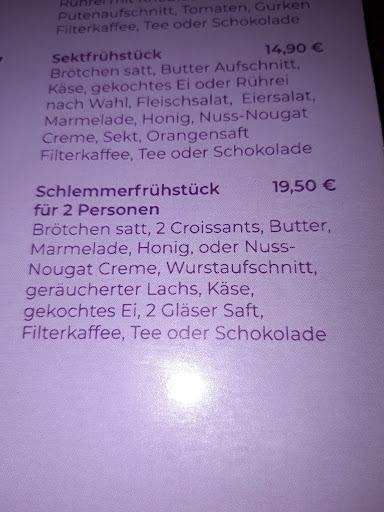 Rührei mit
Putenaufschnitt, Tomaten, Gurken
Filterkaffee, Tee oder Schokolade
Sektfrühstück 14,90 €
Brötchen satt, Butter Aufschnitt,
Käse, gekochtes Ei oder Rührei
nach Wahl, Fleischsalat, Eiersalat,
Marmelade, Honig, Nuss-Nougat
Creme, Sekt, Orangensaft
Filterkaffee, Tee oder Schokolade
Schlemmerfrühstück 19,50 €
für 2 Personen
Brötchen satt, 2 Croissants, Butter,
Marmelade, Honig, oder Nuss-
Nougat Creme, Wurstaufschnitt,
geräucherter Lachs, Käse,
gekochtes Ei, 2 Gläser Saft,
Filterkaffee, Tee oder Schokolade